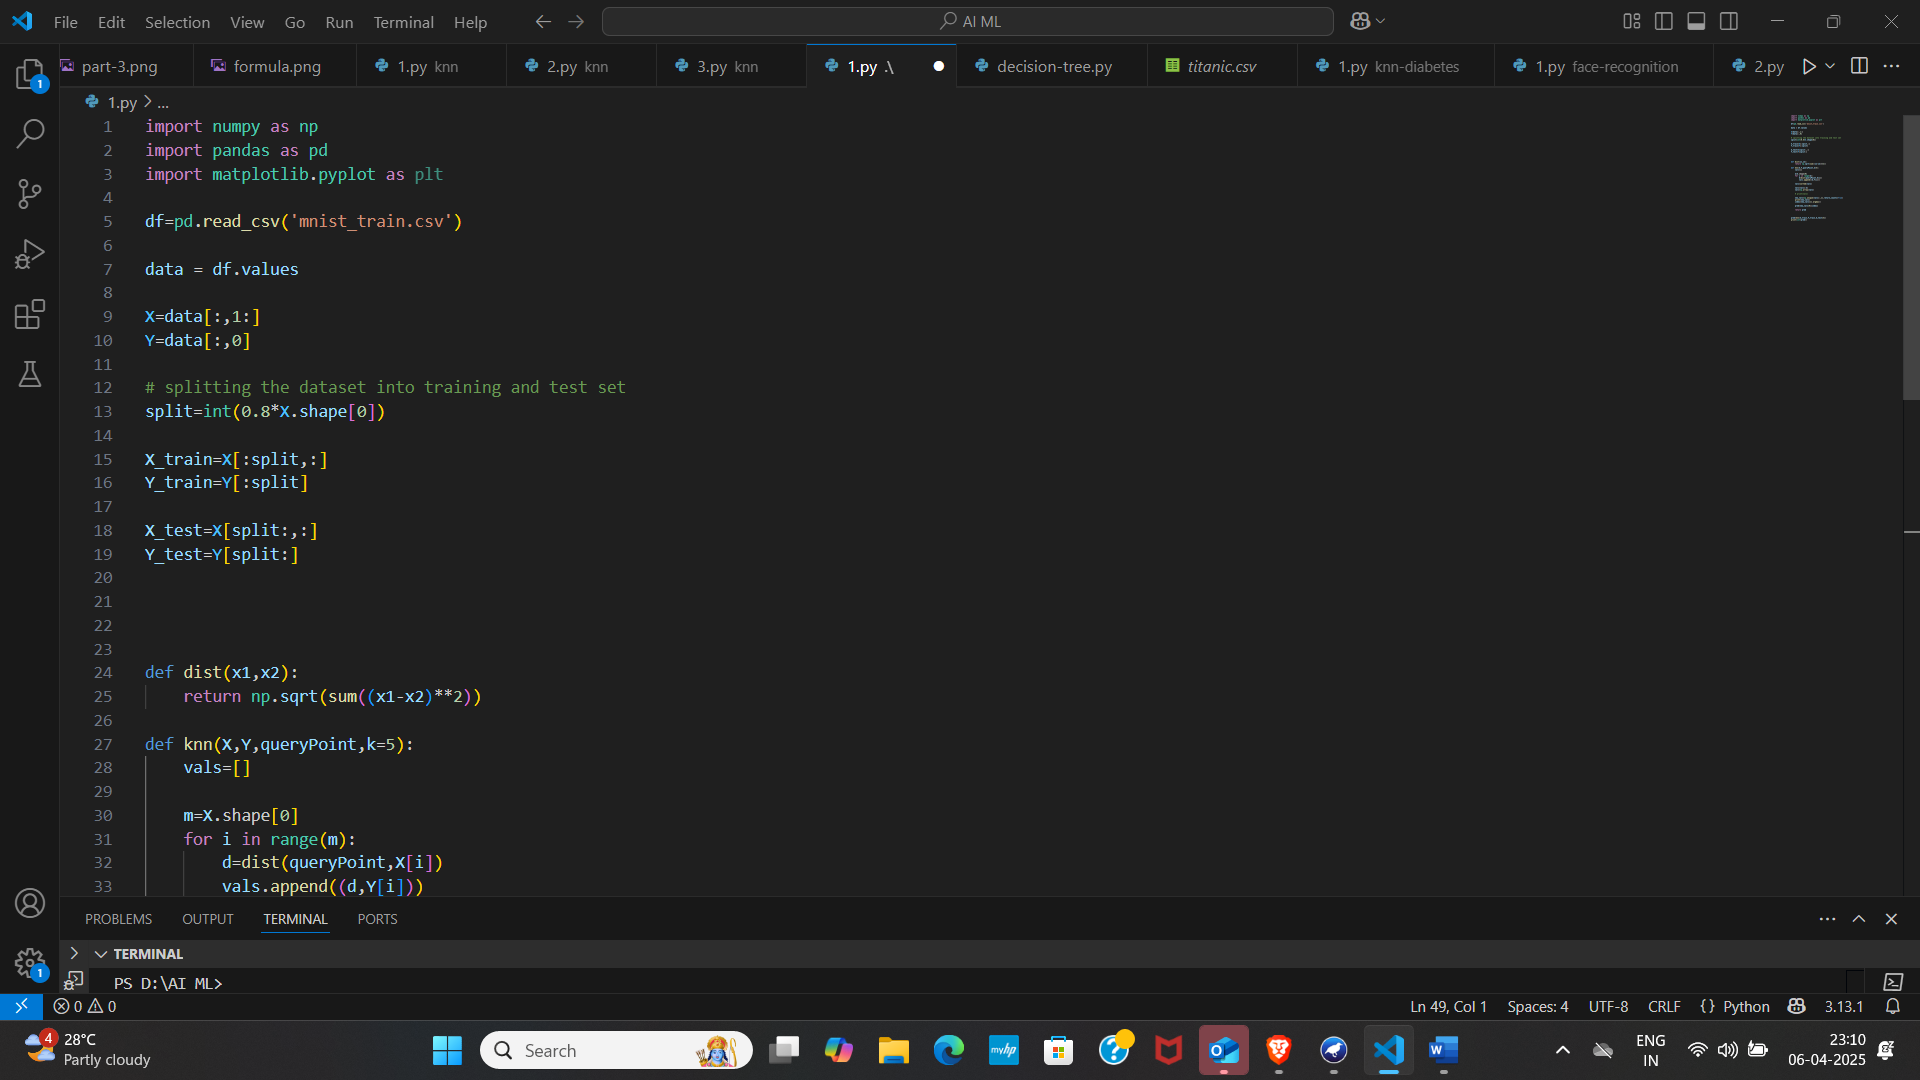 File Edit Selection View Go Run Terminal Help
AI ML
part-3.png formula.png 1.py knn 2.py knn 3.py knn 1.py .\ decision-tree.py titanic.csv 1.py knn-diabetes 1.py face-recognition 2.py
1
1.py > ...
1 import numpy as np
2 import pandas as pd
3 import matplotlib.pyplot as plt
4
5 df=pd.read_csv('mnist_train.csv')
6
7 data = df.values
8
9 X=data[:,1:]
10 Y=data[:,0]
11
12 # splitting the dataset into training and test set
13 split=int(0.8*X.shape[0])
14
15 X_train=X[:split,:]
16 Y_train=Y[:split]
17
18 X_test=X[split:,:]
19 Y_test=Y[split:]
20
21
22
23
24 def dist(x1,x2):
25     return np.sqrt(sum((x1-x2)**2))
26
27 def knn(X,Y,queryPoint,k=5):
28     vals=[]
29
30     m=X.shape[0]
31     for i in range(m):
32         d=dist(queryPoint,X[i])
33         vals.append((d,Y[i]))
PROBLEMS OUTPUT TERMINAL PORTS
TERMINAL
1
PS D:\AI ML>
0 0 Ln 49, Col 1 Spaces: 4 UTF-8 CRLF {} Python 3.13.1
4 28°C
Partly cloudy
Search
myhp
ENG
IN
23:10
06-04-2025